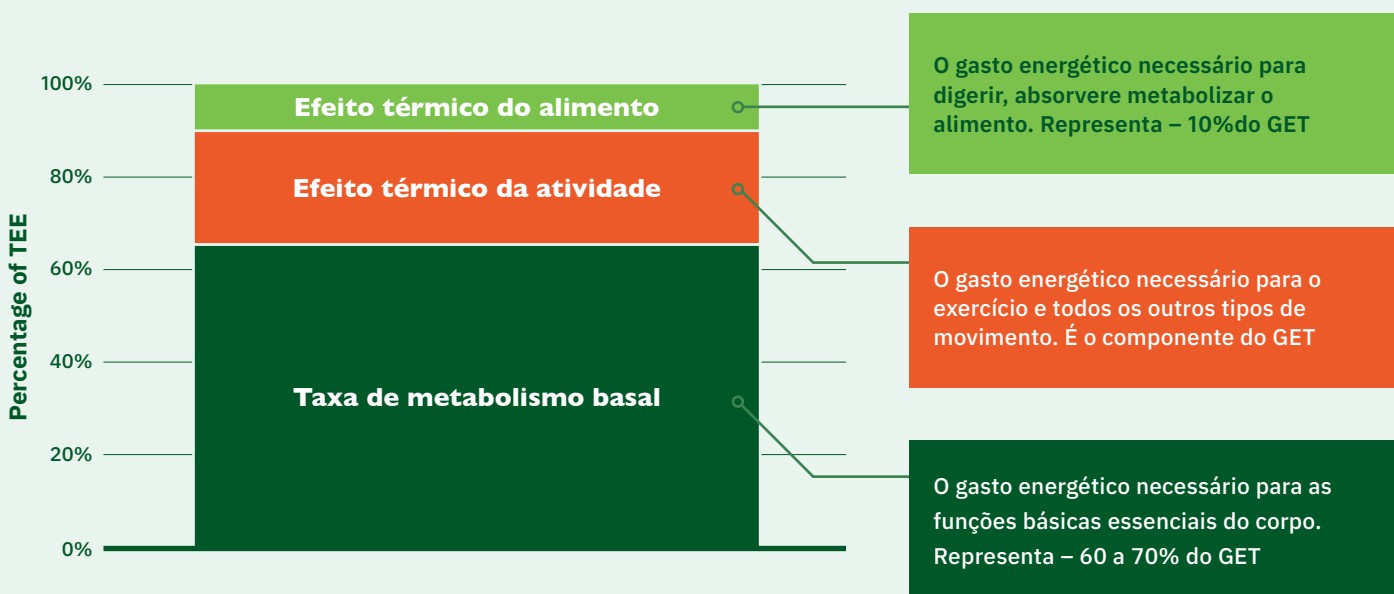 Percentage of TEE
100%
80%
60%
40%
20%
0%
Efeito térmico do alimento
Efeito térmico da atividade
Taxa de metabolismo basal
O gasto energético necessário para
digerir, absorvere metabolizar o
alimento. Representa – 10%do GET
O gasto energético necessário para o
exercício e todos os outros tipos de
movimento. É o componente do GET
O gasto energético necessário para as
funções básicas essenciais do corpo.
Representa – 60 a 70% do GET